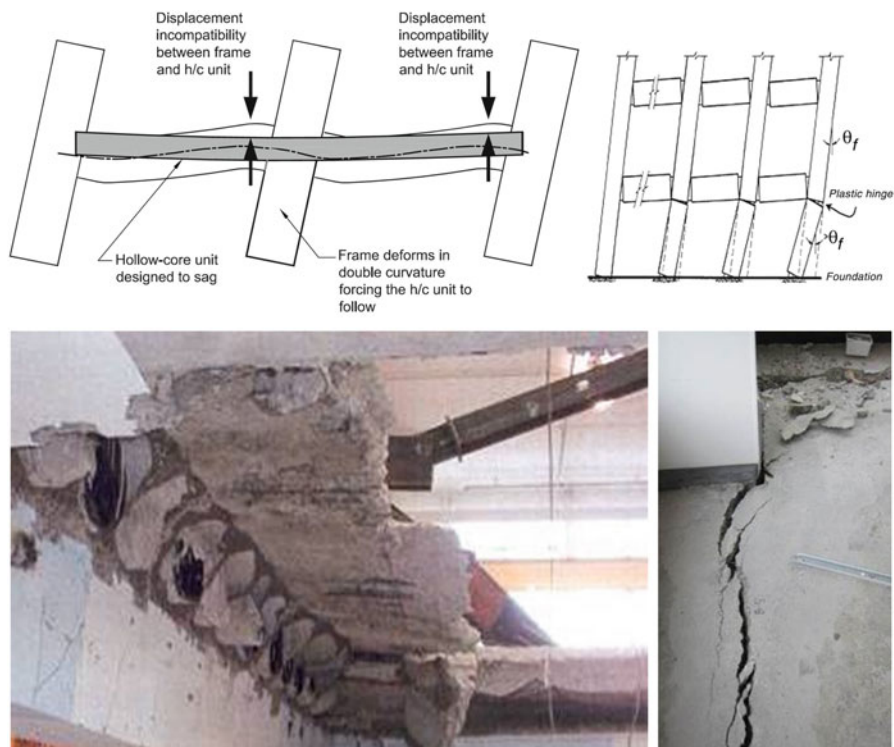 Displacement
incompatibility
between frame
and h/c unit
Displacement
incompatibility
between frame
and h/c unit
Hollow-core unit
designed to sag
Frame deforms in
double curvature
forcing the h/c unit to
follow
θf
Plastic hinge
θf
Foundation